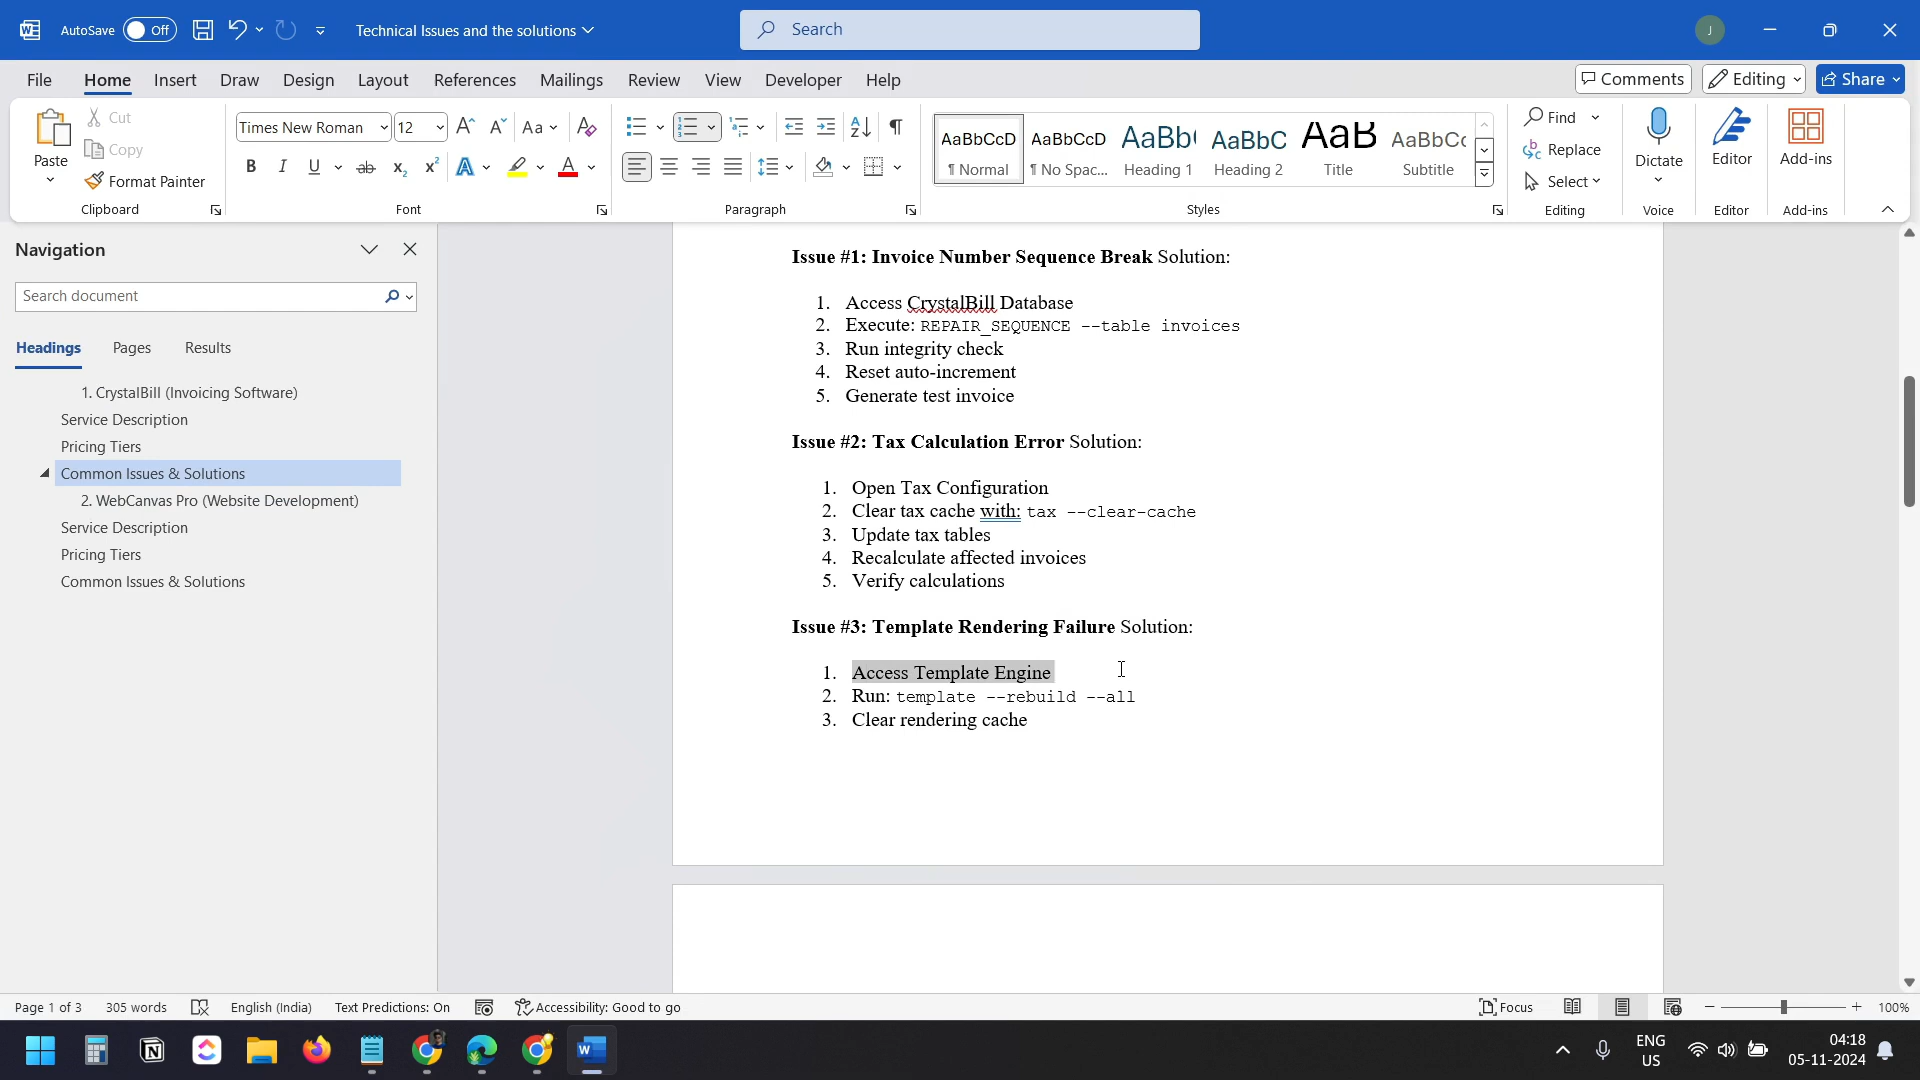 AutoSave Off Technical Issues and the solutions Search J
File Home Insert Draw Design Layout References Mailings Review View Developer Help Comments Editing Share
Paste Cut Copy Format Painter
Clipboard
Times New Roman 12 Aa
Font
Paragraph
AaBbCcD AaBbCcD AaBb( AaBbC AaB AaBbCc
¶ Normal ¶ No Spac... Heading 1 Heading 2 Title Subtitle
Styles
Find
Replace
Select
Editing
Dictate
Voice
Editor
Editor
Add-ins
Add-ins
Navigation
Search document
Headings Pages Results
1. CrystalBill (Invoicing Software)
Service Description
Pricing Tiers
Common Issues & Solutions
2. WebCanvas Pro (Website Development)
Service Description
Pricing Tiers
Common Issues & Solutions
Issue #1: Invoice Number Sequence Break Solution:
1. Access CrystalBill Database
2. Execute: REPAIR_SEQUENCE --table invoices
3. Run integrity check
4. Reset auto-increment
5. Generate test invoice
Issue #2: Tax Calculation Error Solution:
1. Open Tax Configuration
2. Clear tax cache with: tax --clear-cache
3. Update tax tables
4. Recalculate affected invoices
5. Verify calculations
Issue #3: Template Rendering Failure Solution:
1. Access Template Engine
2. Run: template --rebuild --all
3. Clear rendering cache
Page 1 of 3 305 words English (India) Text Predictions: On Accessibility: Good to go Focus 100%
ENG
US
04:18
05-11-2024